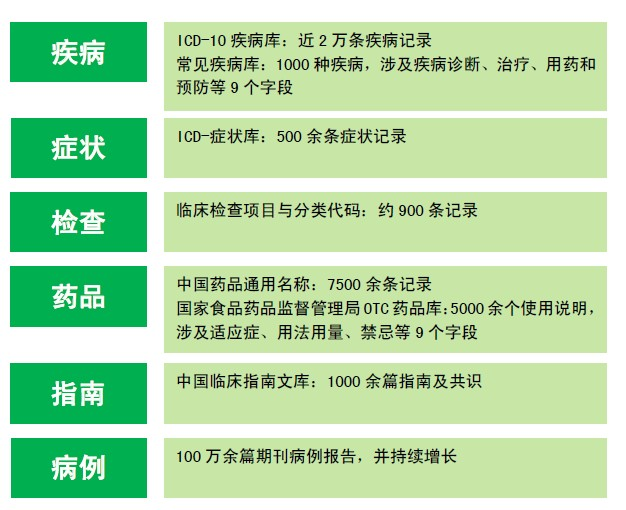 疾病
ICD-10 疾病库：近 2 万条疾病记录
常见疾病库：1000 种疾病，涉及疾病诊断、治疗、用药和
预防等 9 个字段
症状
ICD-症状库：500 余条症状记录
检查
临床检查项目与分类代码：约 900 条记录
药品
中国药品通用名称：7500 余条记录
国家食品药品监督管理局 OTC 药品库：5000 余个使用说明，
涉及适应症、用法用量、禁忌等 9 个字段
指南
中国临床指南文库：1000 余篇指南及共识
病例
100 万余篇期刊病例报告，并持续增长